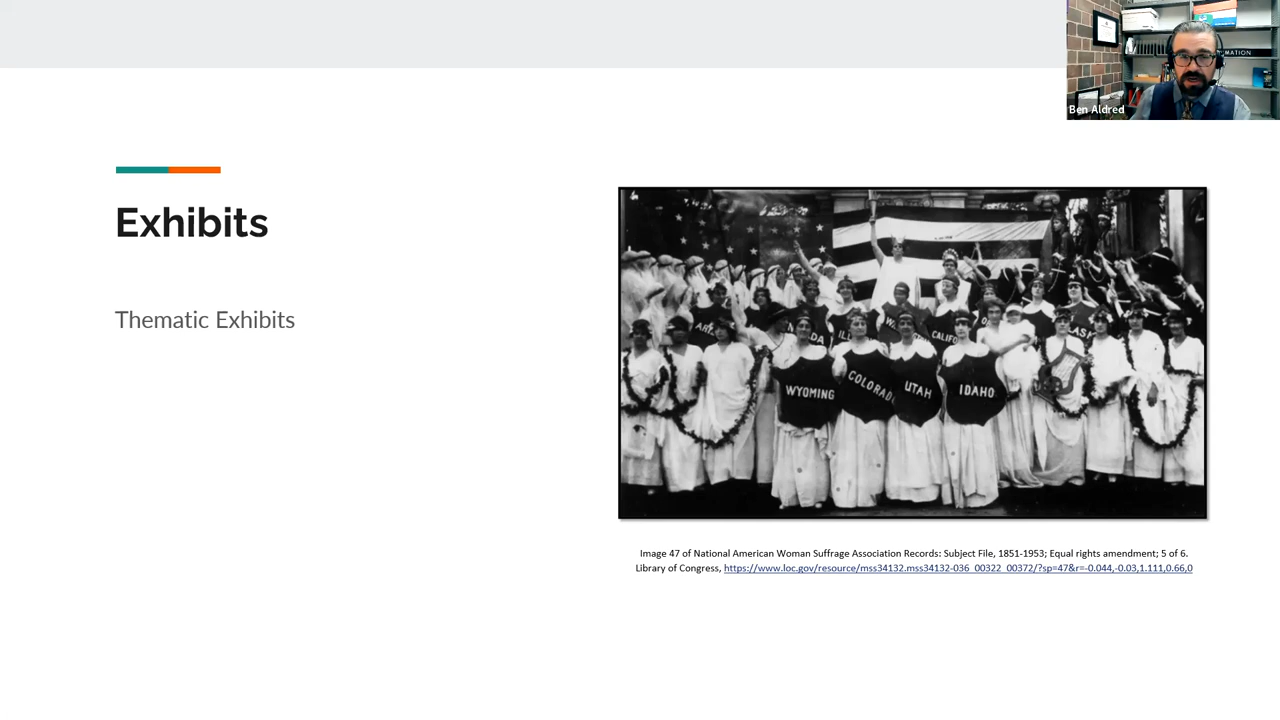 Exhibits
Thematic Exhibits
Ben Aldred
WYOMING
COLORADO
UTAH
IDAHO
Image 47 of National American Woman Suffrage Association Records: Subject File, 1851-1953; Equal rights amendment; 5 of 6.
Library of Congress, https://www.loc.gov/resource/mss34132.mss34132-036_00322_00372/?sp=47&r=-0.044,-0.03,1.111,0.66,0